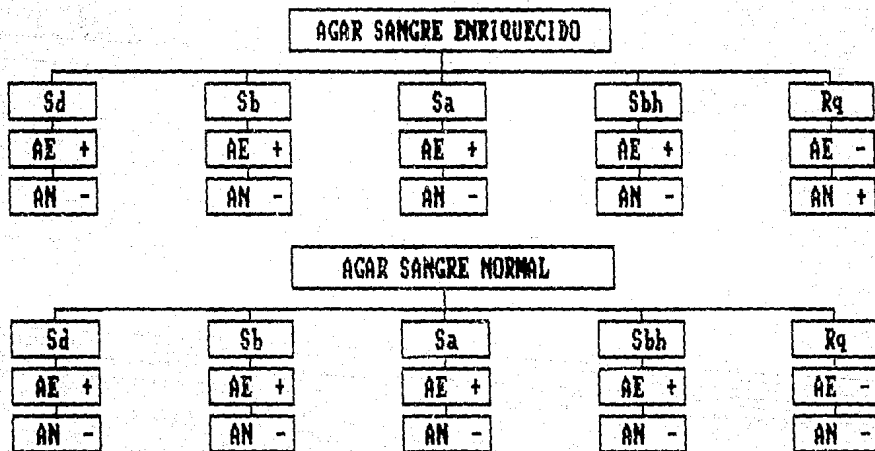 AGAR SANGRE ENRIQUECIDO
Sd Sb Sa Sbh Rq
AE + AE + AE + AE + AE -
AN - AN - AN - AN - AN +
AGAR SANGRE NORMAL
Sd Sb Sa Sbh Rq
AE + AE + AE + AE + AE -
AN - AN - AN - AN - AN -